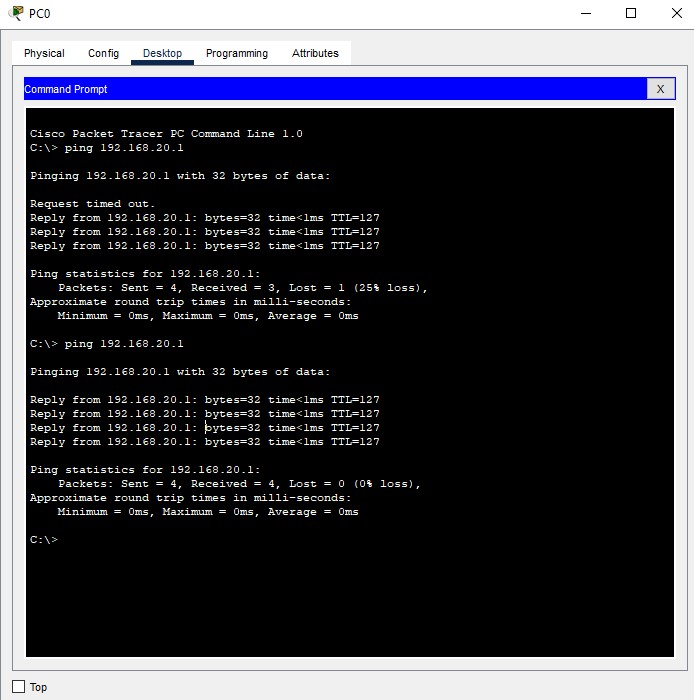 PC0
Physical Config Desktop Programming Attributes
Command Prompt X
Cisco Packet Tracer PC Command Line 1.0
C:\> ping 192.168.20.1
Pinging 192.168.20.1 with 32 bytes of data:
Request timed out.
Reply from 192.168.20.1: bytes=32 time<1ms TTL=127
Reply from 192.168.20.1: bytes=32 time<1ms TTL=127
Reply from 192.168.20.1: bytes=32 time<1ms TTL=127
Ping statistics for 192.168.20.1:
Packets: Sent = 4, Received = 3, Lost = 1 (25% loss),
Approximate round trip times in milli-seconds:
Minimum = 0ms, Maximum = 0ms, Average = 0ms
C:\> ping 192.168.20.1
Pinging 192.168.20.1 with 32 bytes of data:
Reply from 192.168.20.1: bytes=32 time<1ms TTL=127
Reply from 192.168.20.1: bytes=32 time<1ms TTL=127
Reply from 192.168.20.1: bytes=32 time<1ms TTL=127
Reply from 192.168.20.1: bytes=32 time<1ms TTL=127
Ping statistics for 192.168.20.1:
Packets: Sent = 4, Received = 4, Lost = 0 (0% loss),
Approximate round trip times in milli-seconds:
Minimum = 0ms, Maximum = 0ms, Average = 0ms
C:\>
Top